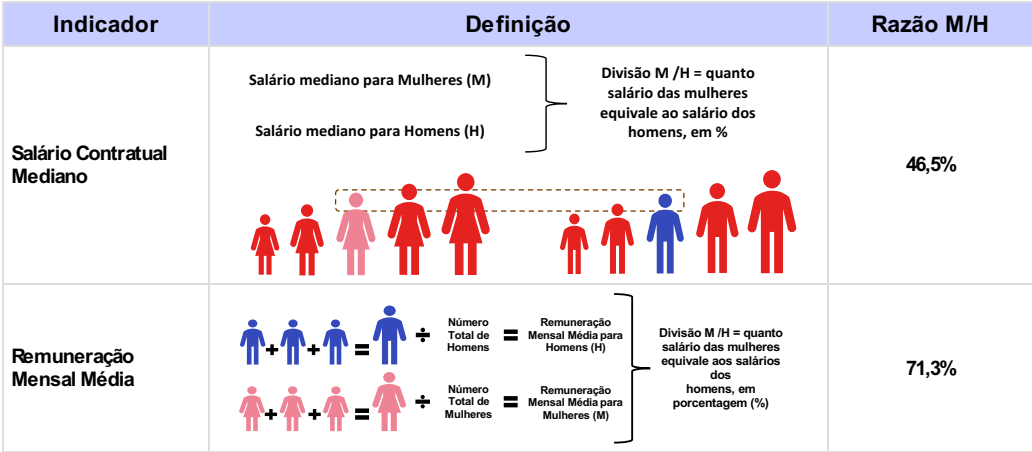 Indicador
Definição
Razão M/H
Salário Contratual
Mediano
Salário mediano para Mulheres (M)
Salário mediano para Homens (H)
Divisão M /H = quanto
salário das mulheres
equivale ao salário dos
homens, em %
46,5%
Remuneração
Mensal Média
+ + = ÷
Número
Total de
Homens
=
Remuneração
Mensal Média para
Homens (H)
+ + = ÷
Número
Total de
Mulheres
=
Remuneração
Mensal Média para
Mulheres (M)
Divisão M /H = quanto
salário das mulheres
equivale aos salários
dos
homens, em
porcentagem (%)
71,3%